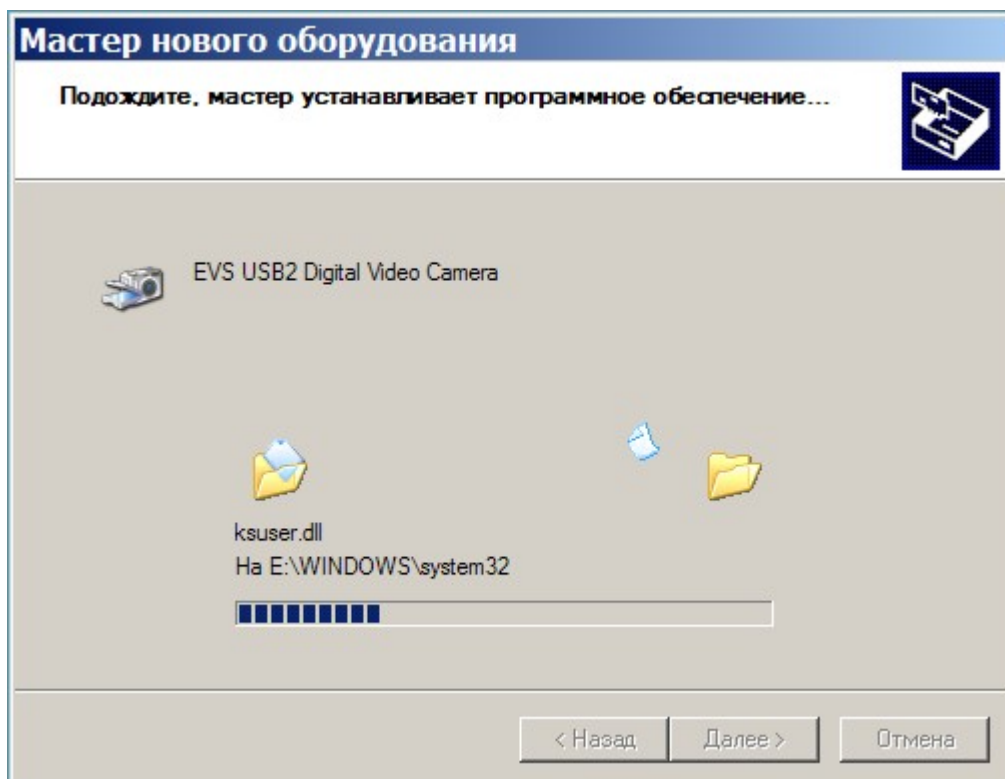 Мастер нового оборудования
Подождите, мастер устанавливает программное обеспечение...
EVS USB2 Digital Video Camera
ksuser.dll
На E:\WINDOWS\system32
< Назад
Далее >
Отмена